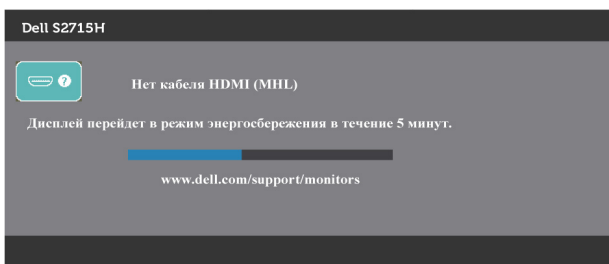 Dell S2715H
?
Нет кабеля HDMI (MHL)
Дисплей перейдет в режим энергосбережения в течение 5 минут.
www.dell.com/support/monitors